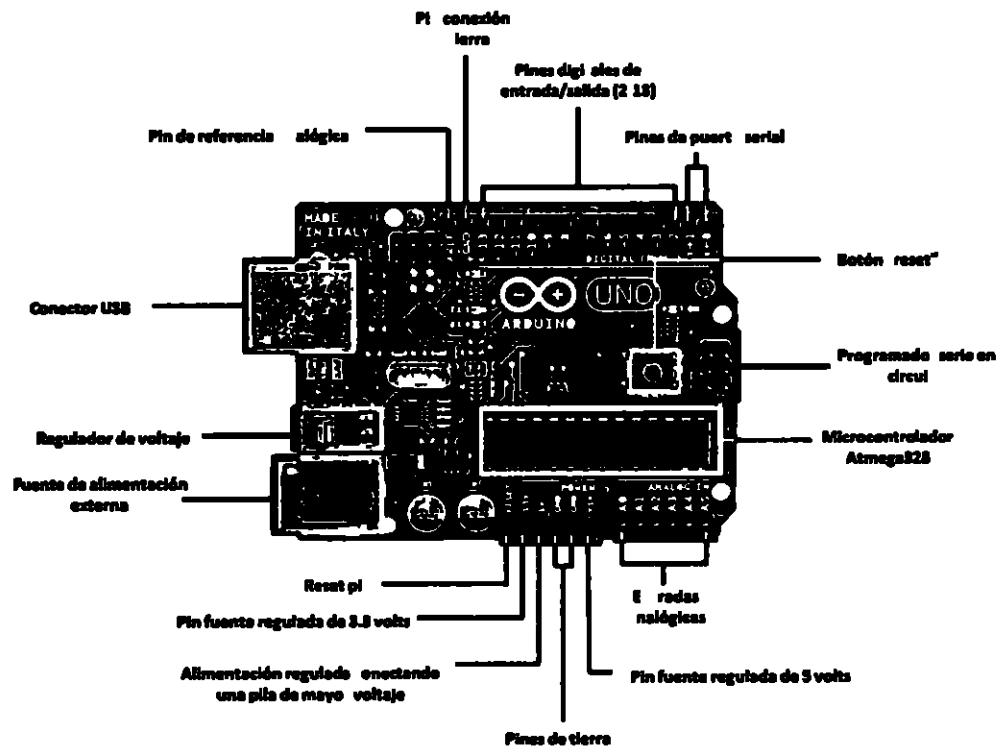 Pi conexión
ierra
Pines digi ales de
entrada/salida (2 13)
Pin de referencia alógica
Pines de puert serial
MADE
IN ITALY
DIGITAL
Botón reset"
Conector USB
UNO
ARDUINO
Programado serie en
circui
Regulador de voltaje
Microcontrolador
Atmega328
Fuente de alimentación
externa
POWER
ANALOG IN
Reset pi
E radas
nalógicas
Pin fuente regulada de 3.3 volts
Alimentación regulada onectando
una pila de mayo voltaje
Pin fuente regulada de 5 volts
Pines de tierra